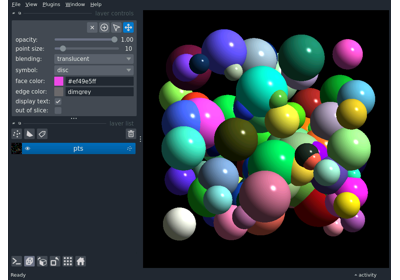 File View Plugins Window Help
layer controls
opacity: 1.00
point size: 10
blending: translucent
symbol: disc
face color: #ef49e5ff
edge color: dimgrey
display text:
out of slice:
layer list
pts
Ready
activity